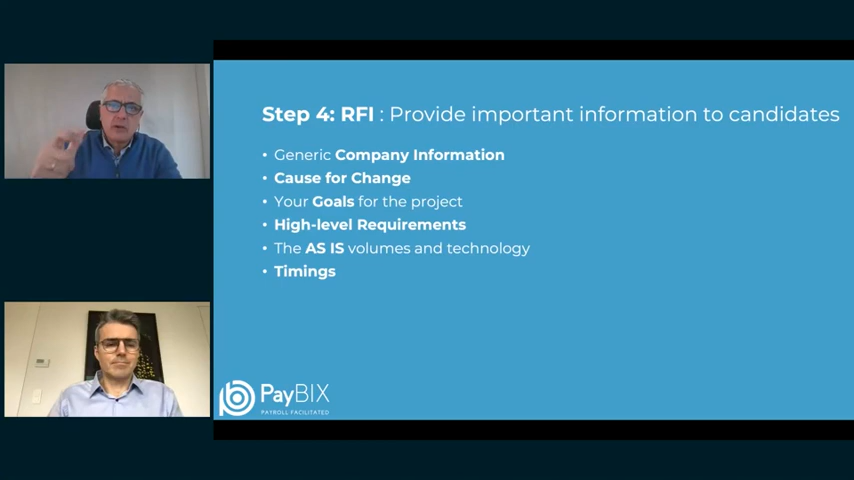 Step 4: RFI : Provide important information to candidates
• Generic Company Information
• Cause for Change
• Your Goals for the project
• High-level Requirements
• The AS IS volumes and technology
• Timings
PayBIX
PAYROLL FACILITATED